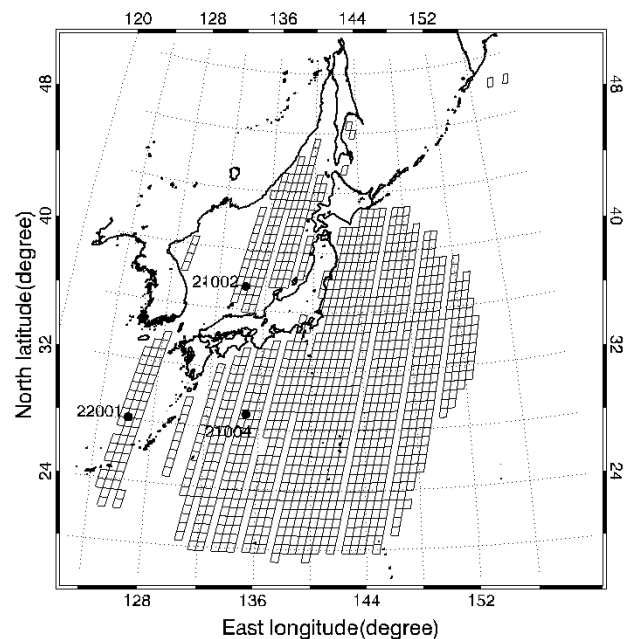 120 128 136 144 152
48 48
40 40
21002
32 32
22001
21004
24 24
128 136 144 152
North latitude(degree)
East longitude(degree)